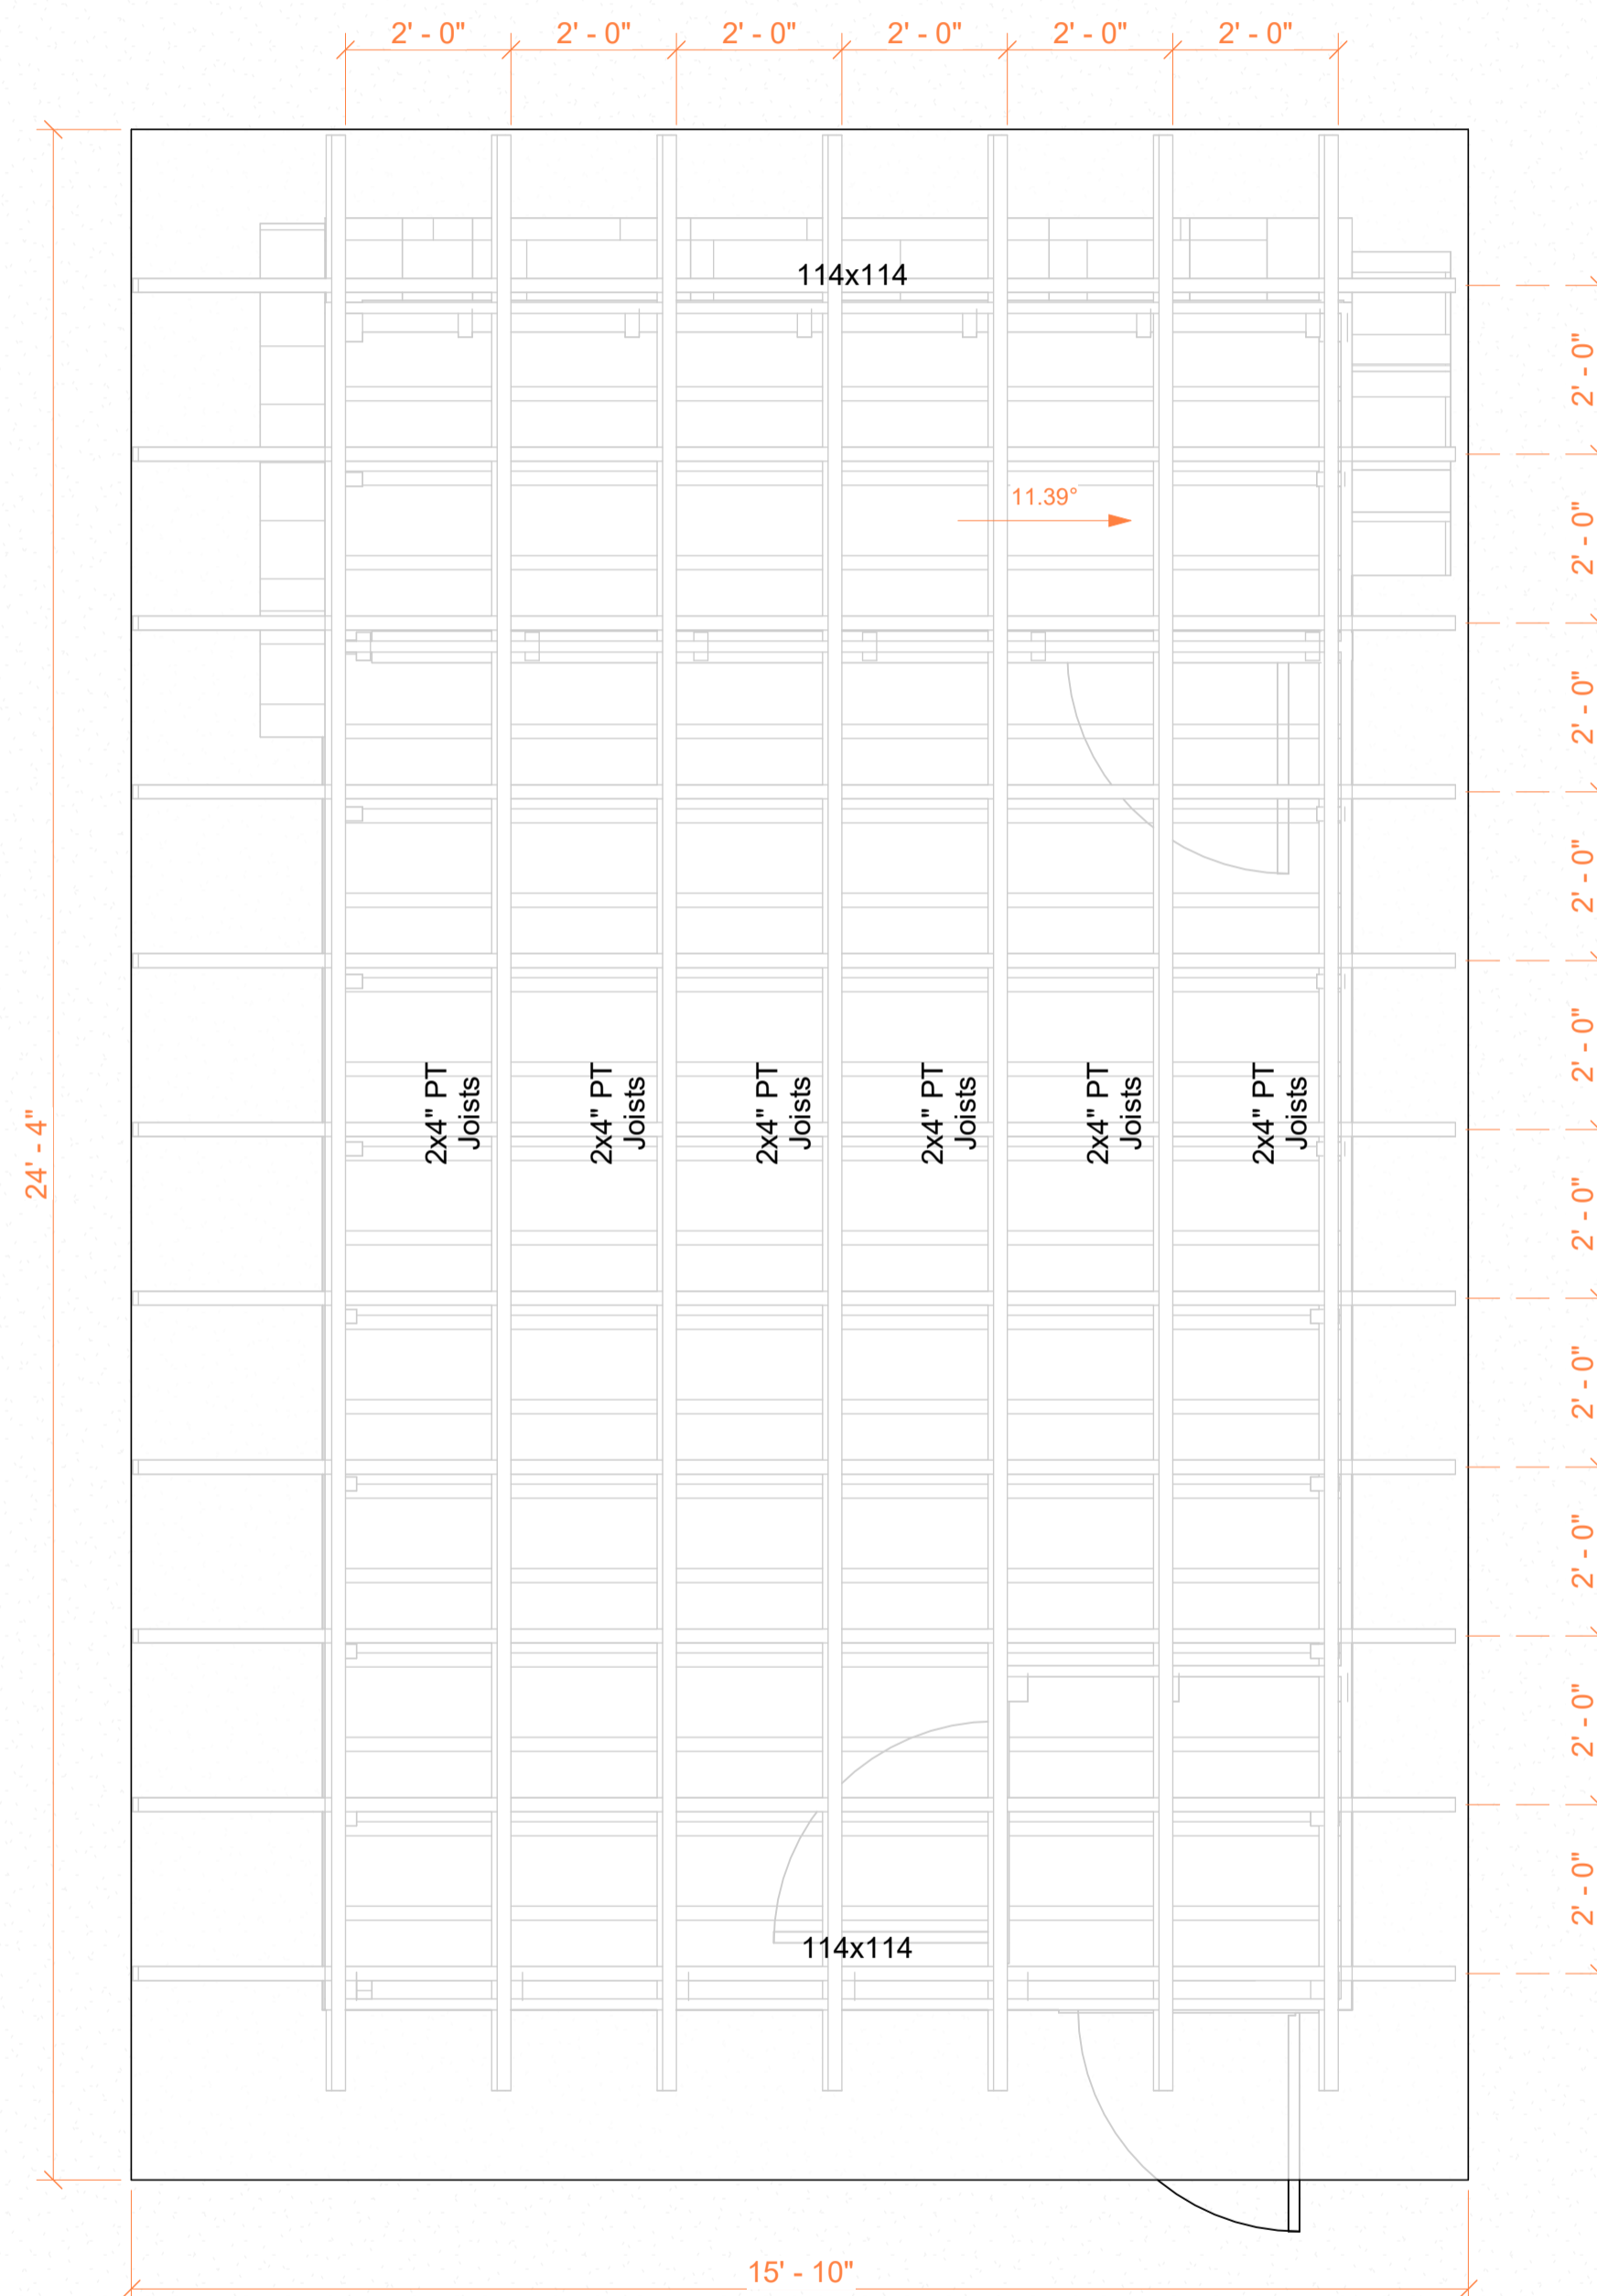 2' - 0" 2' - 0" 2' - 0" 2' - 0" 2' - 0" 2' - 0"
114x114
2' - 0"
11.39°
2' - 0"
2' - 0"
2' - 0"
2' - 0"
24' - 4"
2x4" PT
Joists
2x4" PT
Joists
2x4" PT
Joists
2x4" PT
Joists
2x4" PT
Joists
2x4" PT
Joists
2' - 0"
2' - 0"
2' - 0"
2' - 0"
2' - 0"
114x114
15' - 10"